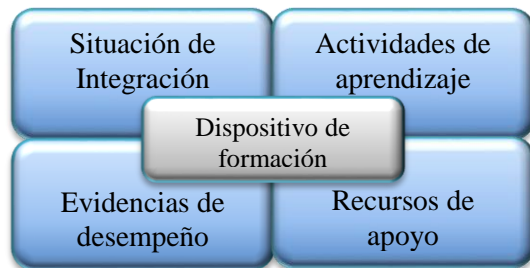 Situación de
Integración
Actividades de
aprendizaje
Dispositivo de
formación
Evidencias de
desempeño
Recursos de
apoyo